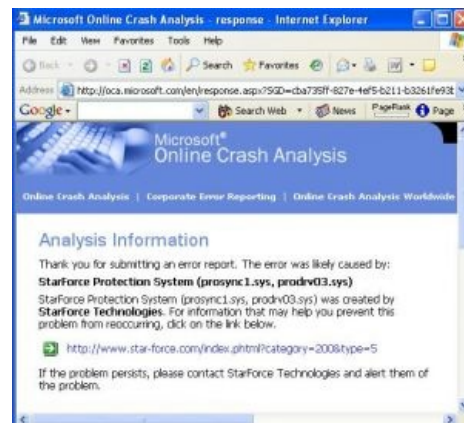 Microsoft Online Crash Analysis - response - Internet Explorer
File Edit View Favorites Tools Help
Back Search Favorites
Address http://oca.microsoft.com/en/response.aspx?SGD=cba735ff-827e-4ef5-b211-b3261fe93
Google Search Web News PageRank Page
Microsoft®
Online Crash Analysis
Online Crash Analysis | Corporate Error Reporting | Online Crash Analysis Worldwide
Analysis Information
Thank you for submitting an error report. The error was likely caused by:
StarForce Protection System (prosync1.sys, prodrv03.sys)
StarForce Protection System (prosync1.sys, prodrv03.sys) was created by
StarForce Technologies. For information that may help you prevent this
problem from reoccurring, click on the link below.
http://www.star-force.com/index.phtml?category=200&type=5
If the problem persists, please contact StarForce Technologies and alert them of
the problem.